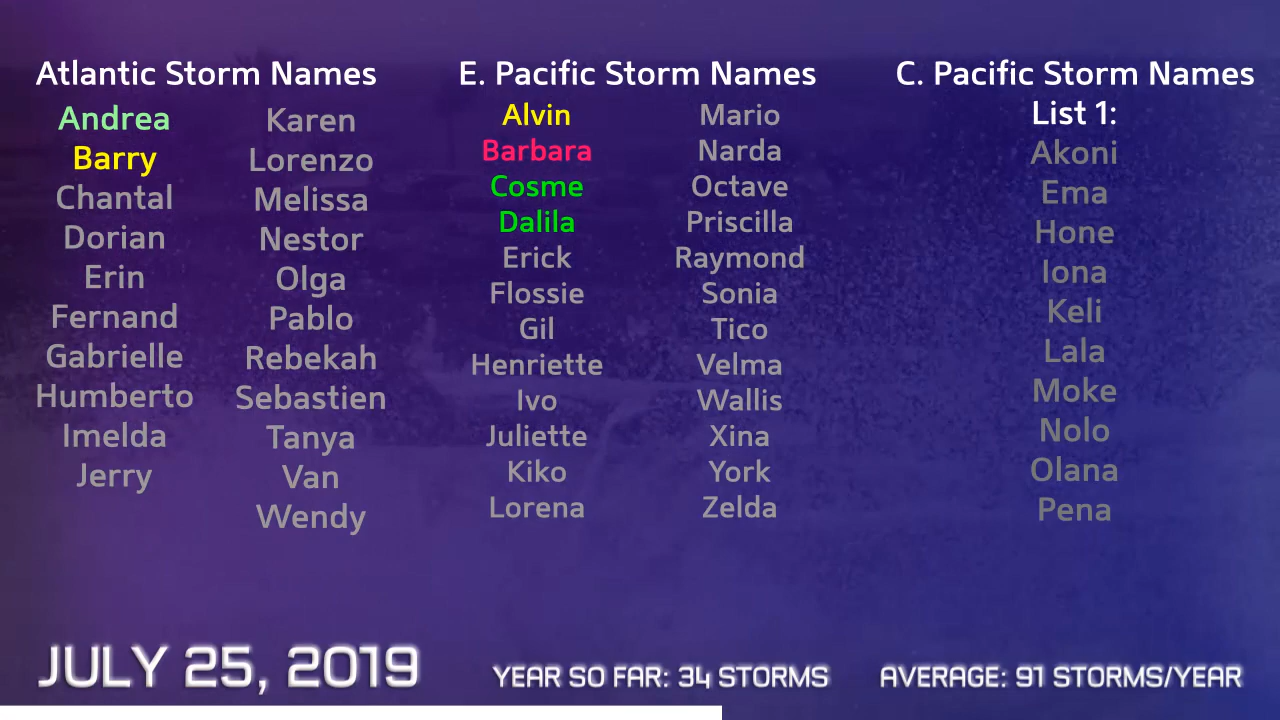 Atlantic Storm Names
Andrea
Barry
Chantal
Dorian
Erin
Fernand
Gabrielle
Humberto
Imelda
Jerry
Karen
Lorenzo
Melissa
Nestor
Olga
Pablo
Rebekah
Sebastien
Tanya
Van
Wendy
E. Pacific Storm Names
Alvin
Barbara
Cosme
Dalila
Erick
Flossie
Gil
Henriette
Ivo
Juliette
Kiko
Lorena
Mario
Narda
Octave
Priscilla
Raymond
Sonia
Tico
Velma
Wallis
Xina
York
Zelda
C. Pacific Storm Names
List 1:
Akoni
Ema
Hone
Iona
Keli
Lala
Moke
Nolo
Olana
Pena
JULY 25, 2019
YEAR SO FAR: 34 STORMS
AVERAGE: 91 STORMS/YEAR